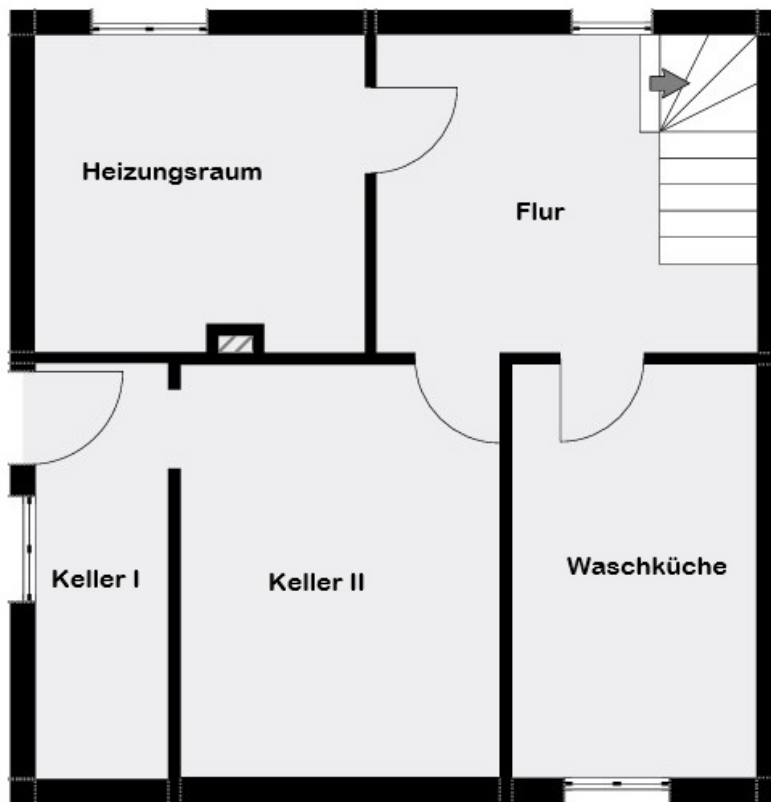 Heizungsraum
Flur
Keller I
Keller II
Waschküche